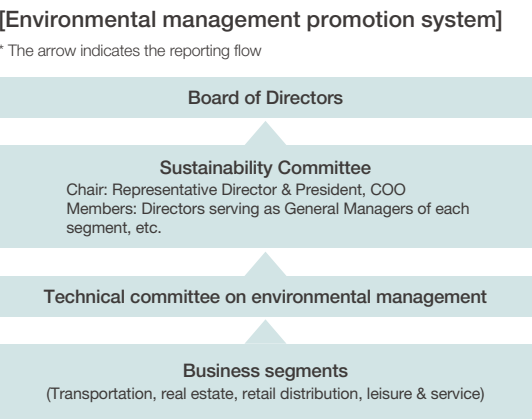 [Environmental management promotion system]
* The arrow indicates the reporting flow
Board of Directors
Sustainability Committee
Chair: Representative Director & President, COO
Members: Directors serving as General Managers of each
segment, etc.
Technical committee on environmental management
Business segments
(Transportation, real estate, retail distribution, leisure & service)